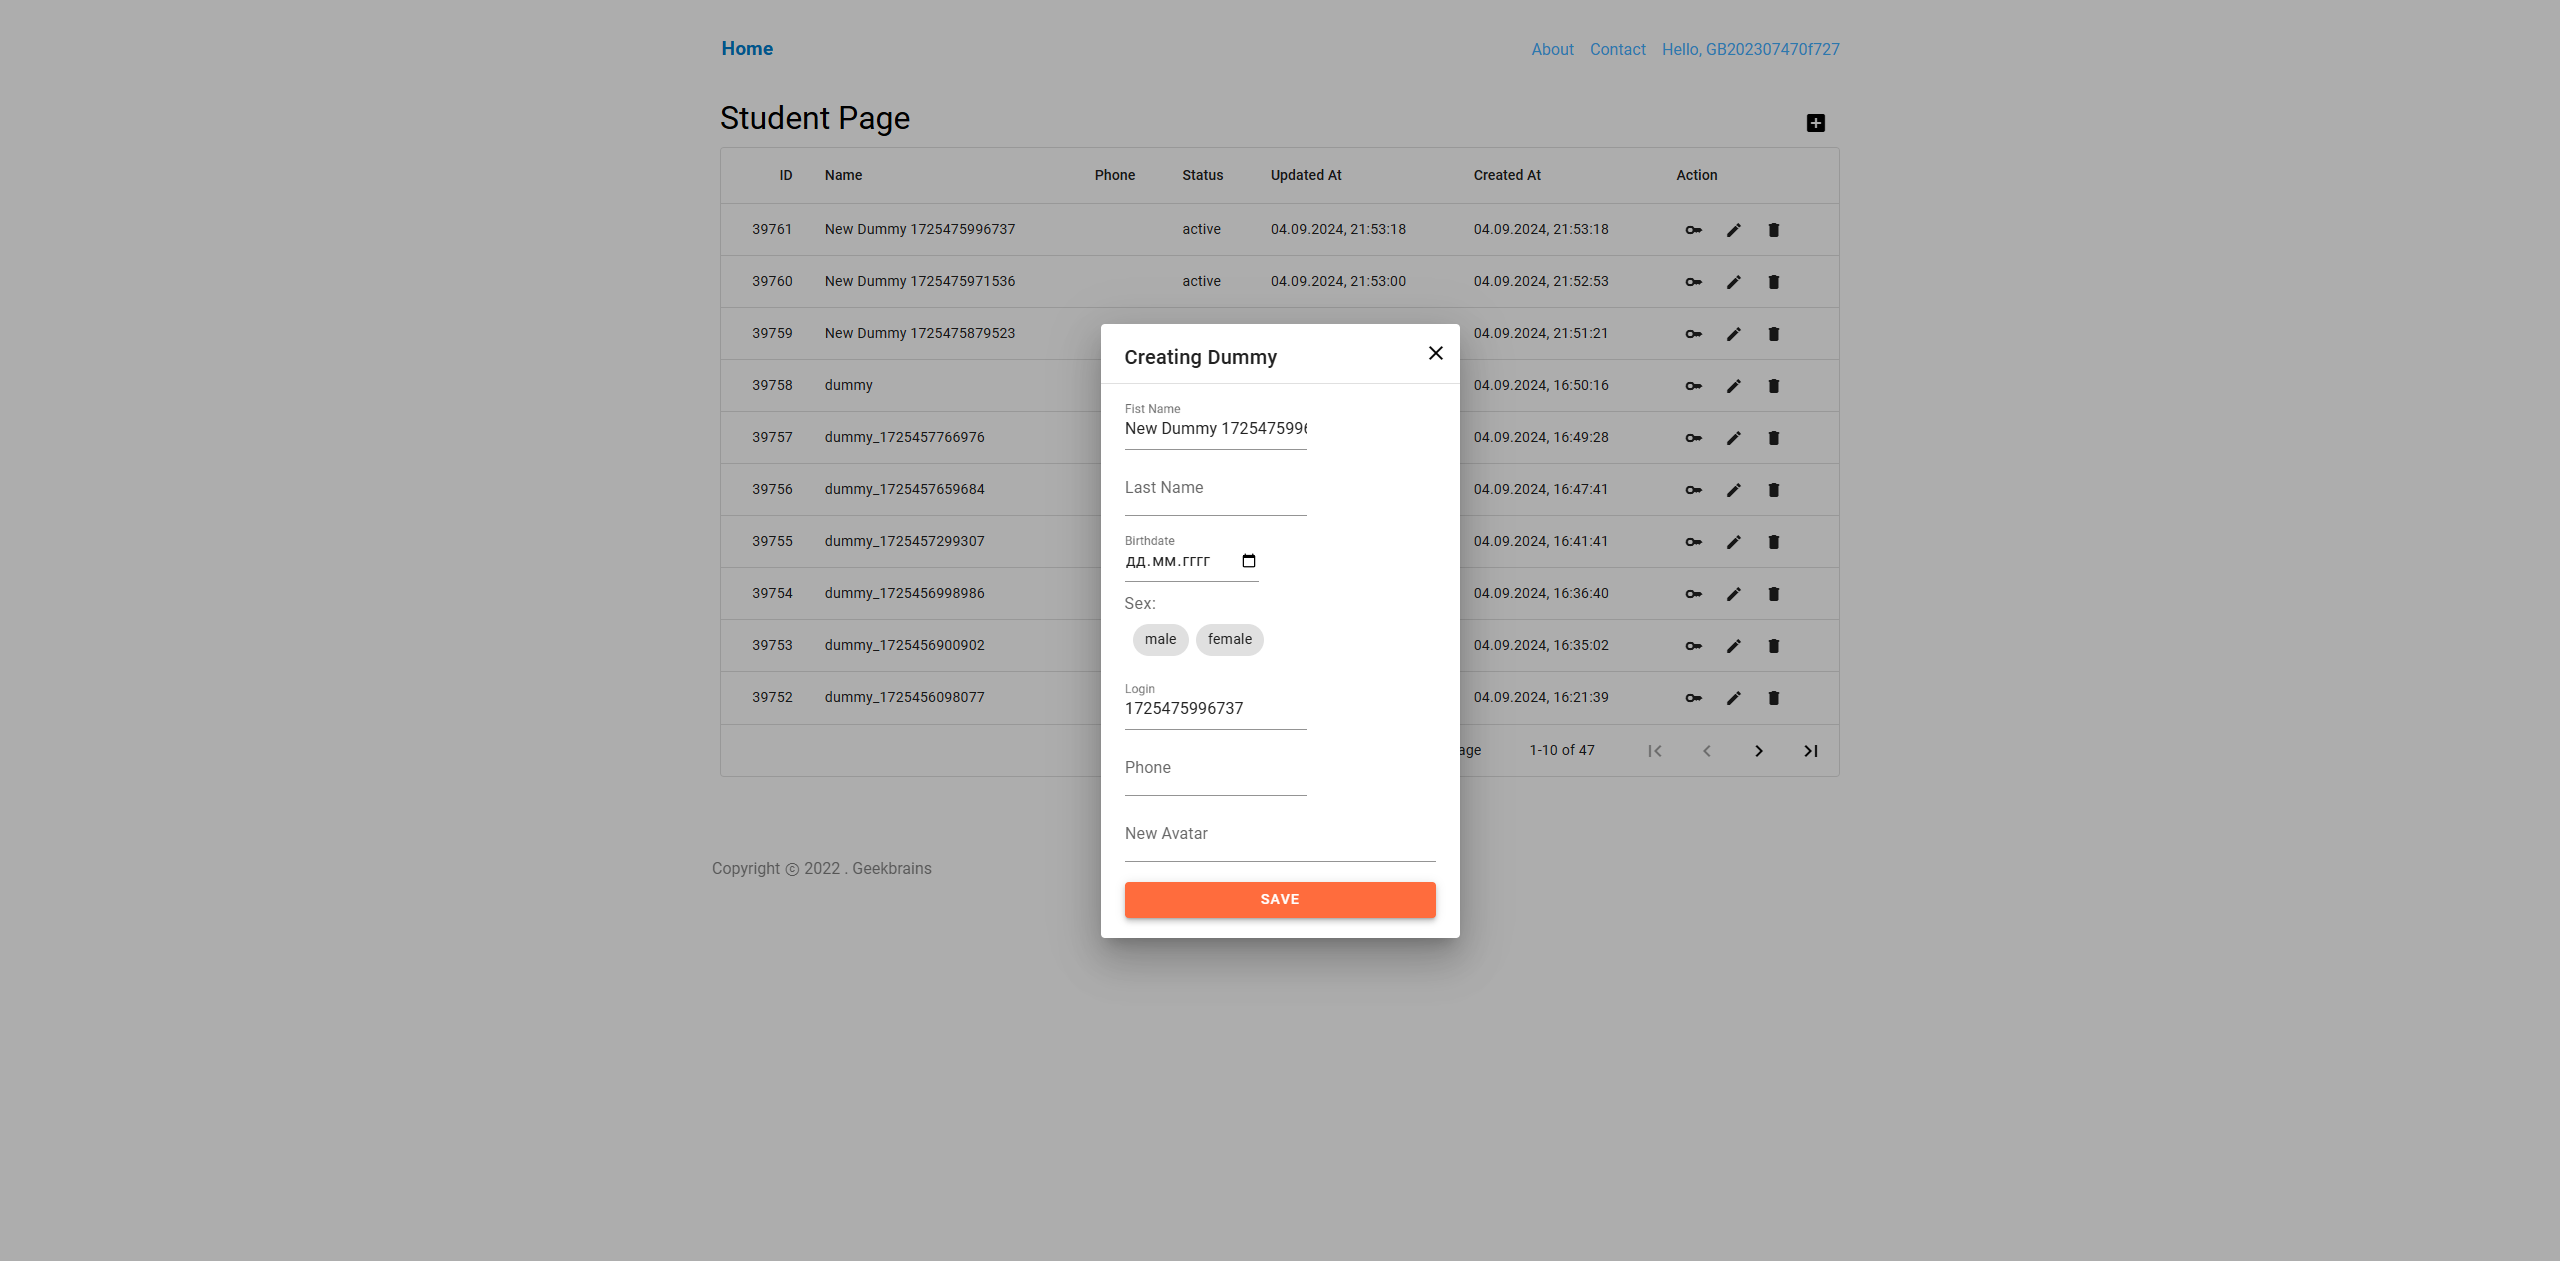 Home
About Contact Hello, GB202307470f727
Student Page
ID Name Phone Status Updated At Created At Action
39761 New Dummy 1725475996737 active 04.09.2024, 21:53:18 04.09.2024, 21:53:18
39760 New Dummy 1725475971536 active 04.09.2024, 21:53:00 04.09.2024, 21:52:53
39759 New Dummy 1725475879523 04.09.2024, 21:51:21
39758 dummy 04.09.2024, 16:50:16
39757 dummy_1725457766976 04.09.2024, 16:49:28
39756 dummy_1725457659684 04.09.2024, 16:47:41
39755 dummy_1725457299307 04.09.2024, 16:41:41
39754 dummy_1725456998986 04.09.2024, 16:36:40
39753 dummy_1725456900902 04.09.2024, 16:35:02
39752 dummy_1725456098077 04.09.2024, 16:21:39
age 1-10 of 47
Creating Dummy
Fist Name
New Dummy 1725475996
Last Name
Birthdate
дд.мм.гггг
Sex:
male female
Login
1725475996737
Phone
New Avatar
SAVE
Copyright © 2022 . Geekbrains